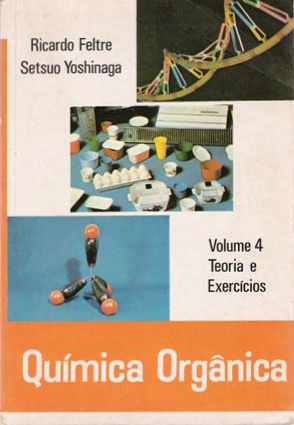 Ricardo Feltre
Setsuo Yoshinaga
Volume 4
Teoria e
Exercícios
Química Orgânica